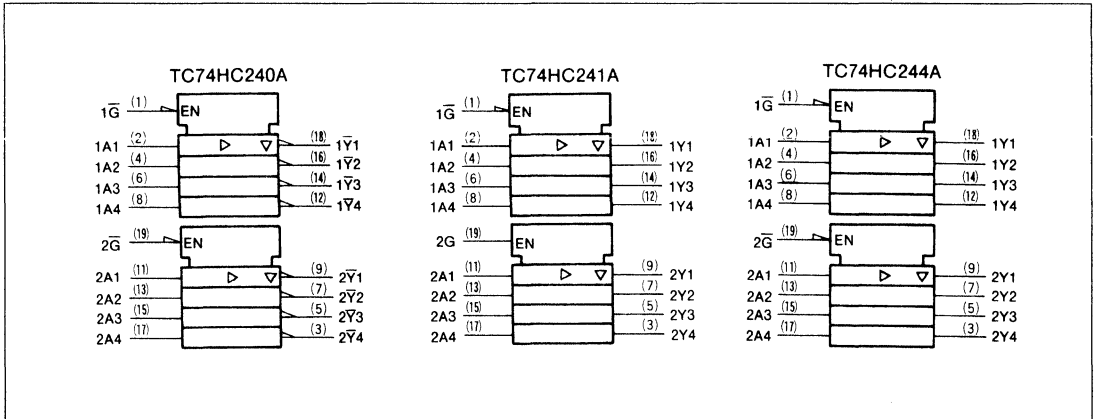 TC74HC240A
1G̅ (1) EN
1A1 (2) ▷ ▽ (18) 1Y̅1
1A2 (4) (16) 1Y̅2
1A3 (6) (14) 1Y̅3
1A4 (8) (12) 1Y̅4
2G̅ (19) EN
2A1 (11) ▷ ▽ (9) 2Y̅1
2A2 (13) (7) 2Y̅2
2A3 (15) (5) 2Y̅3
2A4 (17) (3) 2Y̅4
TC74HC241A
1G̅ (1) EN
1A1 (2) ▷ ▽ (18) 1Y1
1A2 (4) (16) 1Y2
1A3 (6) (14) 1Y3
1A4 (8) (12) 1Y4
2G (19) EN
2A1 (11) ▷ ▽ (9) 2Y1
2A2 (13) (7) 2Y2
2A3 (15) (5) 2Y3
2A4 (17) (3) 2Y4
TC74HC244A
1G̅ (1) EN
1A1 (2) ▷ ▽ (18) 1Y1
1A2 (4) (16) 1Y2
1A3 (6) (14) 1Y3
1A4 (8) (12) 1Y4
2G̅ (19) EN
2A1 (11) ▷ ▽ (9) 2Y1
2A2 (13) (7) 2Y2
2A3 (15) (5) 2Y3
2A4 (17) (3) 2Y4